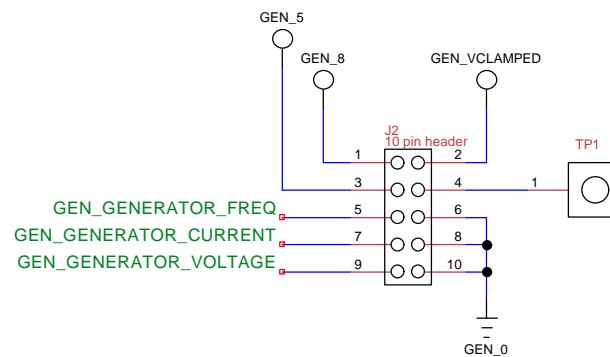 GEN_5
GEN_8
GEN_VCLAMPED
J2
10 pin header
TP1
1
2
3
4
1
GEN_GENERATOR_FREQ
5
6
GEN_GENERATOR_CURRENT
7
8
GEN_GENERATOR_VOLTAGE
9
10
GEN_0